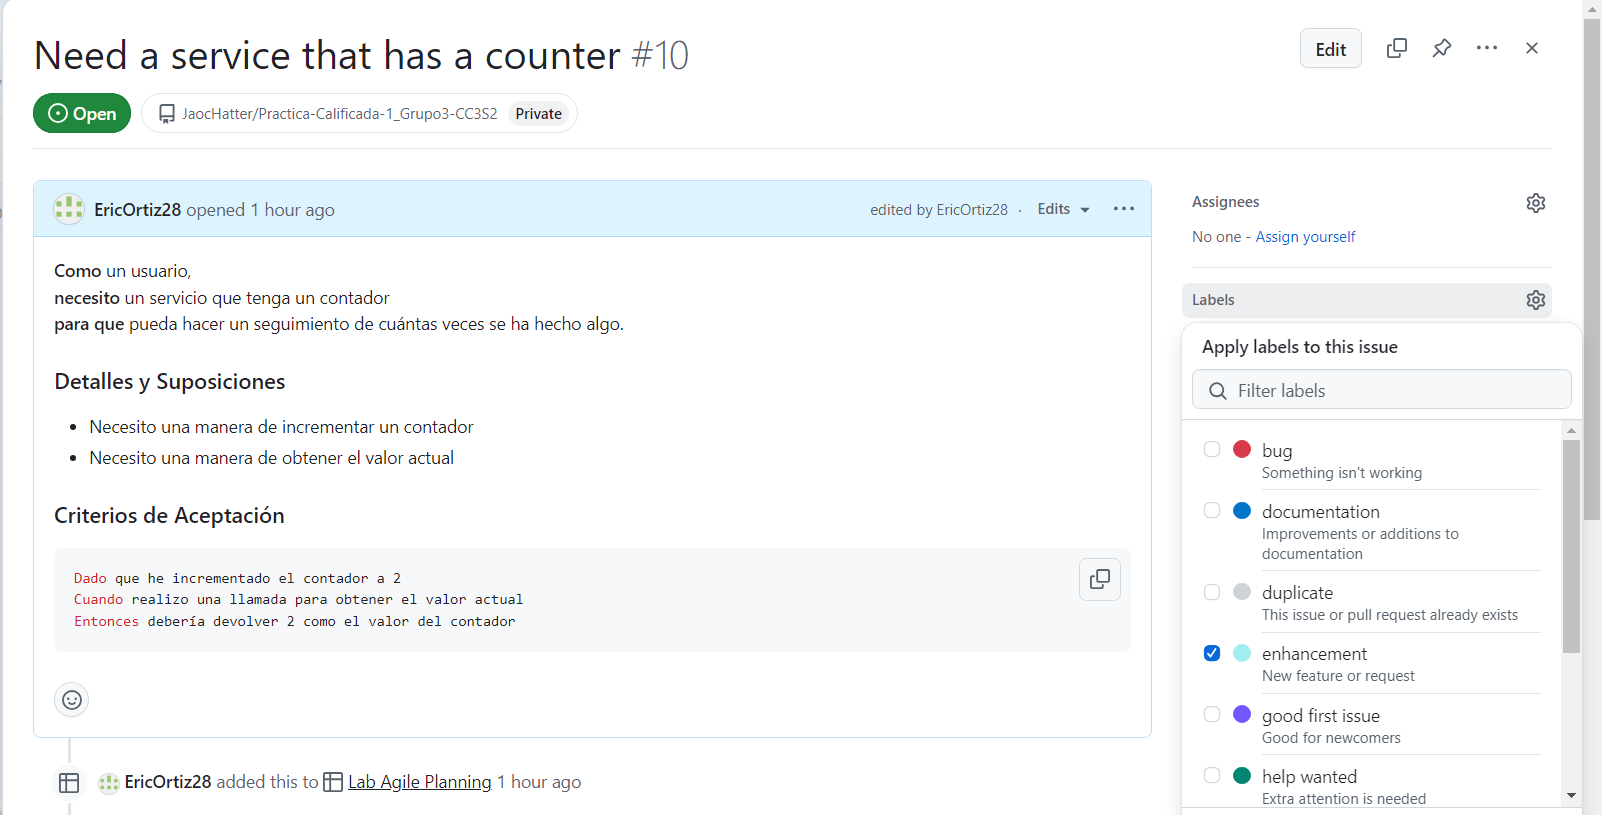 Need a service that has a counter #10
Edit
Open
JaocHatter/Practica-Calificada-1_Grupo3-CC3S2 Private
EricOrtiz28 opened 1 hour ago
edited by EricOrtiz28 · Edits
Como un usuario,
necesito un servicio que tenga un contador
para que pueda hacer un seguimiento de cuántas veces se ha hecho algo.
Detalles y Suposiciones
• Necesito una manera de incrementar un contador
• Necesito una manera de obtener el valor actual
Criterios de Aceptación
Dado que he incrementado el contador a 2
Cuando realizo una llamada para obtener el valor actual
Entonces debería devolver 2 como el valor del contador
EricOrtiz28 added this to Lab Agile Planning 1 hour ago
Assignees
No one - Assign yourself
Labels
Apply labels to this issue
Filter labels
bug
Something isn't working
documentation
Improvements or additions to
documentation
duplicate
This issue or pull request already exists
enhancement
New feature or request
good first issue
Good for newcomers
help wanted
Extra attention is needed